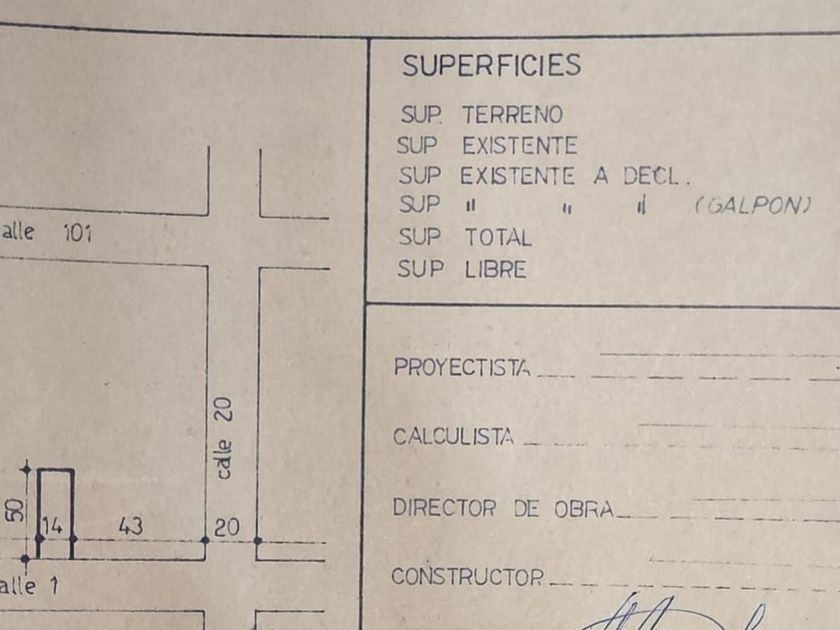 SUPERFICIES
SUP. TERRENO
SUP EXISTENTE
SUP EXISTENTE A DECL.
SUP " " " (GALPON)
SUP TOTAL
SUP LIBRE
alle 101
calle 20
50
14
43
20
alle 1
PROYECTISTA
CALCULISTA
DIRECTOR DE OBRA
CONSTRUCTOR